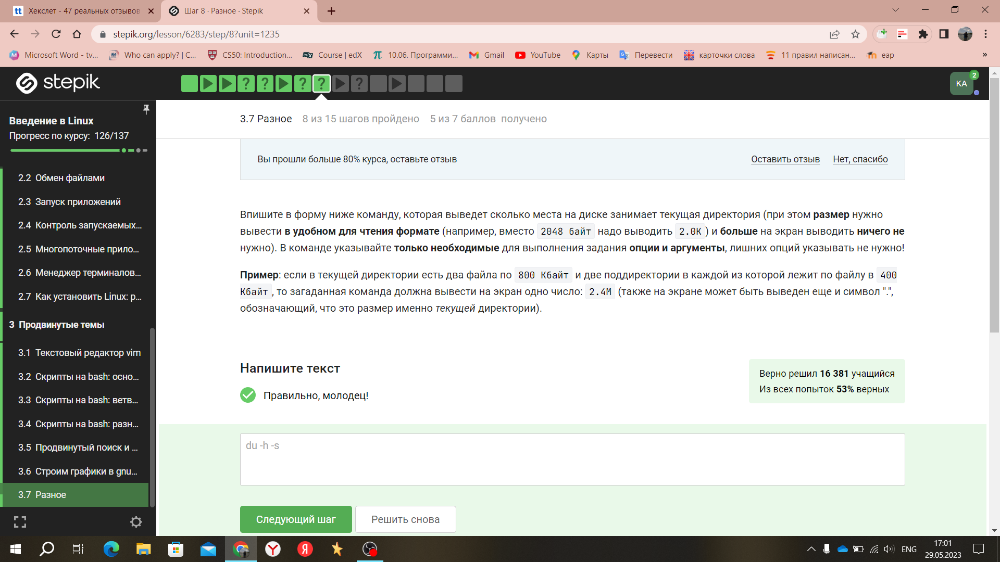 Хекслет - 47 реальных отзывов
Шаг 8 · Разное · Stepik
stepik.org/lesson/6283/step/8?unit=1235
Microsoft Word - tv...
Who can apply? | C...
CS50: Introduction...
edX
Course | edX
10.06. Программи...
Gmail
YouTube
Карты
Перевести
карточки слова
11 правил написан...
eap
»
stepik
KA
2
Введение в Linux
Прогресс по курсу: 126/137
2.2 Обмен файлами
2.3 Запуск приложений
2.4 Контроль запускаемых...
2.5 Многопоточные прило...
2.6 Менеджер терминалов...
2.7 Как установить Linux: р...
3 Продвинутые темы
3.1 Текстовый редактор vim
3.2 Скрипты на bash: осно...
3.3 Скрипты на bash: ветв...
3.4 Скрипты на bash: разн...
3.5 Продвинутый поиск и ...
3.6 Строим графики в gnu...
3.7 Разное
3.7 Разное 8 из 15 шагов пройдено 5 из 7 баллов получено
Вы прошли больше 80% курса, оставьте отзыв
Оставить отзыв
Нет, спасибо
Впишите в форму ниже команду, которая выведет сколько места на диске занимает текущая директория (при этом размер нужно
вывести в удобном для чтения формате (например, вместо 2048 байт надо выводить 2.0K) и больше на экран выводить ничего не
нужно). В команде указывайте только необходимые для выполнения задания опции и аргументы, лишних опций указывать не нужно!
Пример: если в текущей директории есть два файла по 800 Кбайт и две поддиректории в каждой из которой лежит по файлу в 400
Кбайт, то загаданная команда должна вывести на экран одно число: 2.4M (также на экране может быть выведен еще и символ ".",
обозначающий, что это размер именно текущей директории).
Напишите текст
Верно решил 16 381 учащийся
Из всех попыток 53% верных
Правильно, молодец!
du -h -s
Следующий шаг
Решить снова
ENG
17:01
29.05.2023